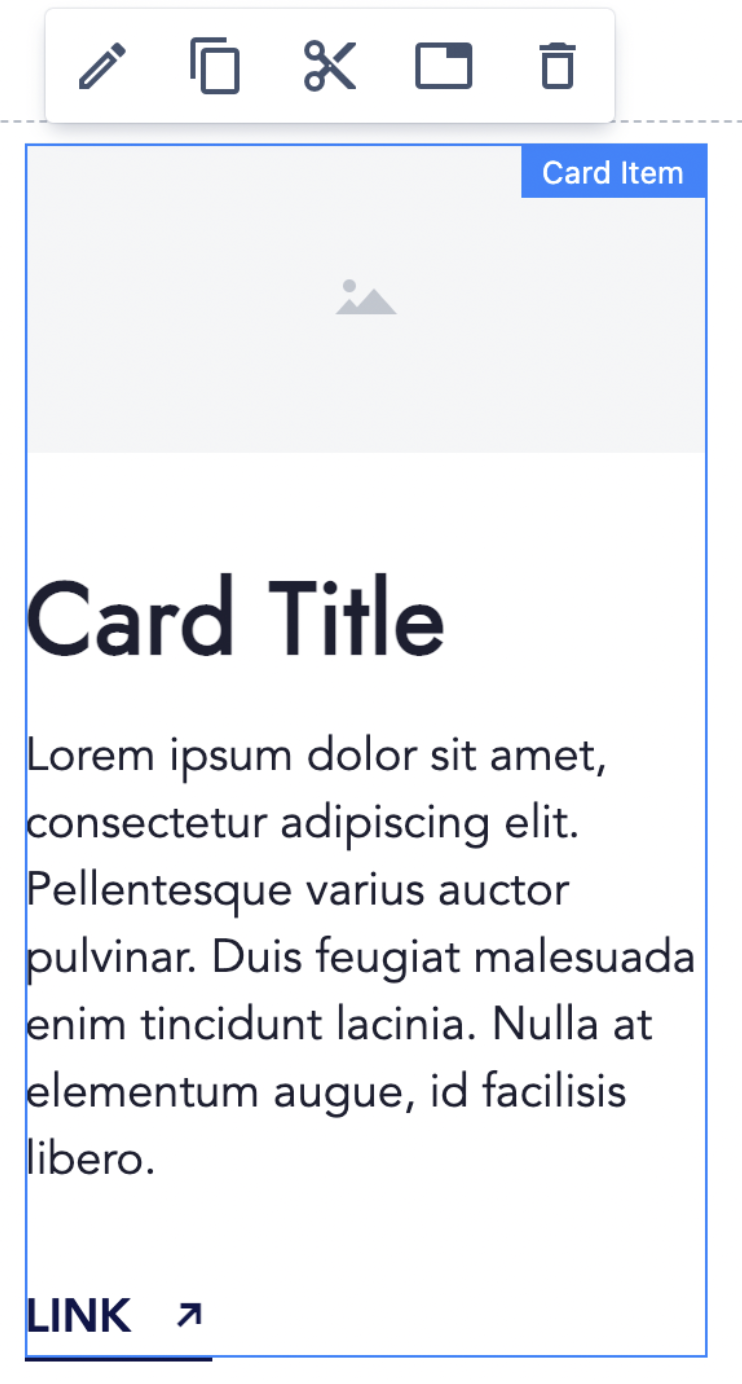 Card Item
Card Title
Lorem ipsum dolor sit amet,
consectetur adipiscing elit.
Pellentesque varius auctor
pulvinar. Duis feugiat malesuada
enim tincidunt lacinia. Nulla at
elementum augue, id facilisis
libero.
LINK